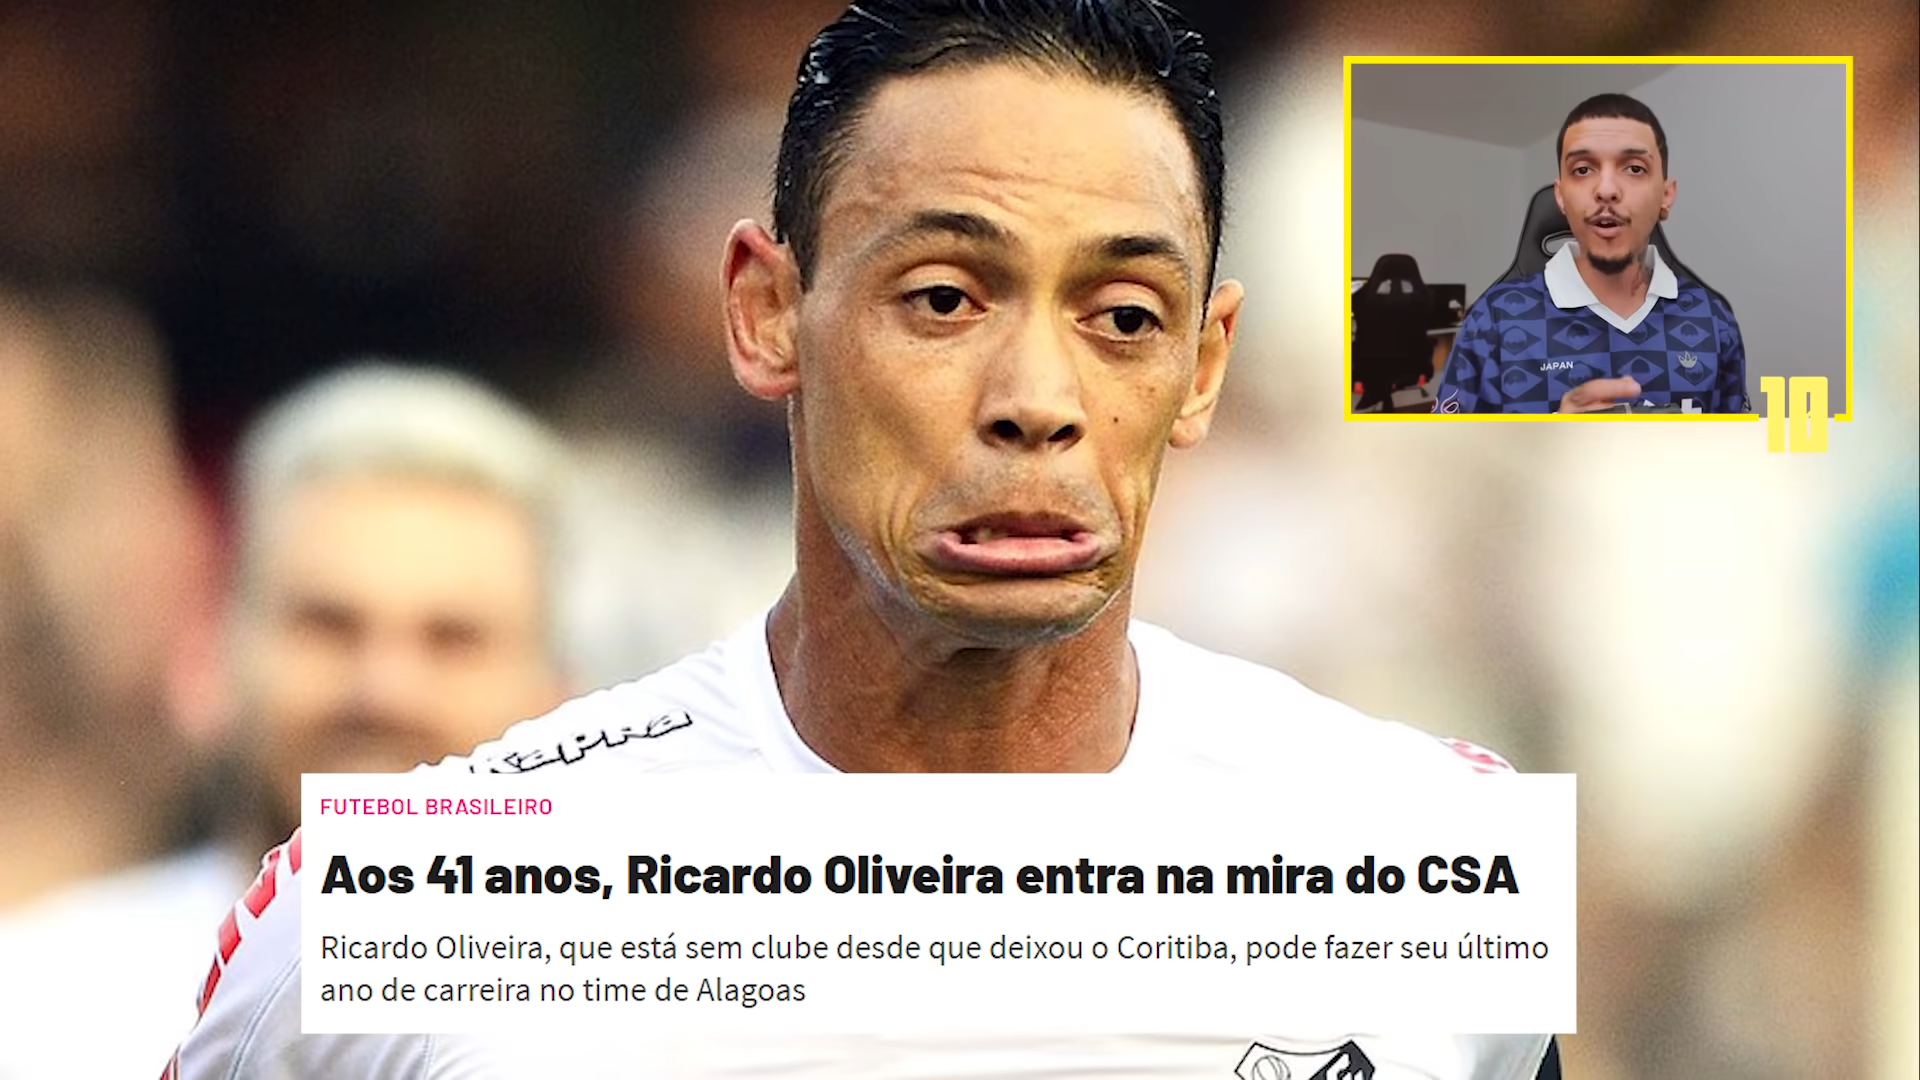 JAPAN
10
Kappa
FUTEBOL BRASILEIRO
Aos 41 anos, Ricardo Oliveira entra na mira do CSA
Ricardo Oliveira, que está sem clube desde que deixou o Coritiba, pode fazer seu último
ano de carreira no time de Alagoas